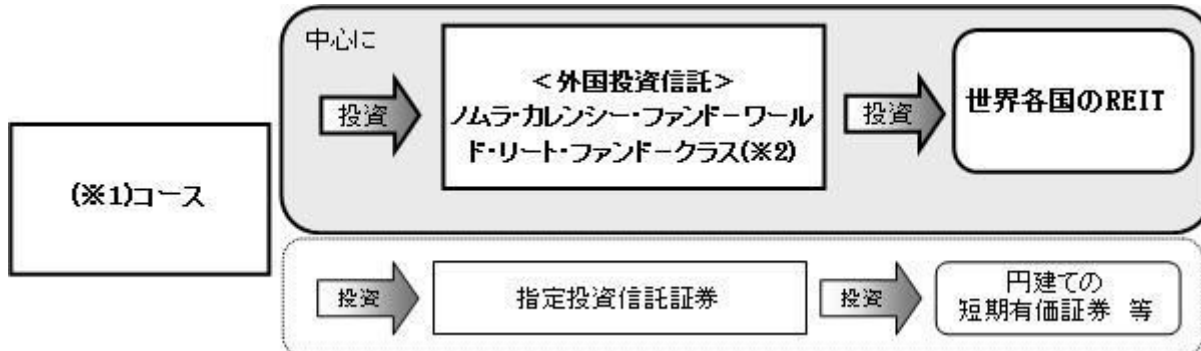 中心に
投資
<外国投資信託>
ノムラ・カレンシー・ファンドーワール
ド・リート・ファンドークラス(※2)
投資
世界各国のREIT
(※1)コース
投資
指定投資信託証券
投資
円建ての
短期有価証券 等